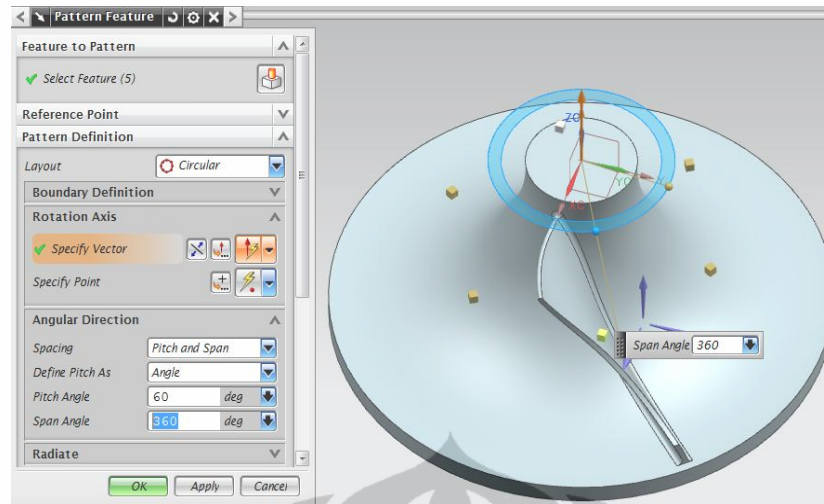 Pattern Feature
Feature to Pattern
Select Feature (5)
Reference Point
Pattern Definition
Layout Circular
Boundary Definition
Rotation Axis
Specify Vector
Specify Point
Angular Direction
Spacing Pitch and Span
Define Pitch As Angle
Pitch Angle 60 deg
Span Angle 360 deg
Radiate
OK Apply Cancel
ZC
YC
XC
Span Angle 360